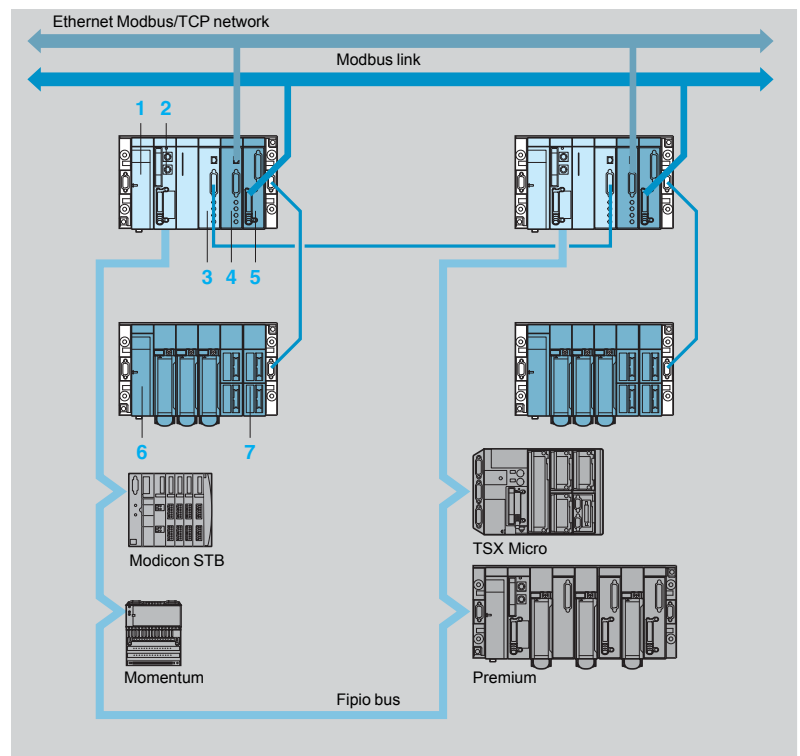 Ethernet Modbus/TCP network
Modbus link
1 2
3 4 5
6 7
Modicon STB
TSX Micro
Momentum
Premium
Fipio bus